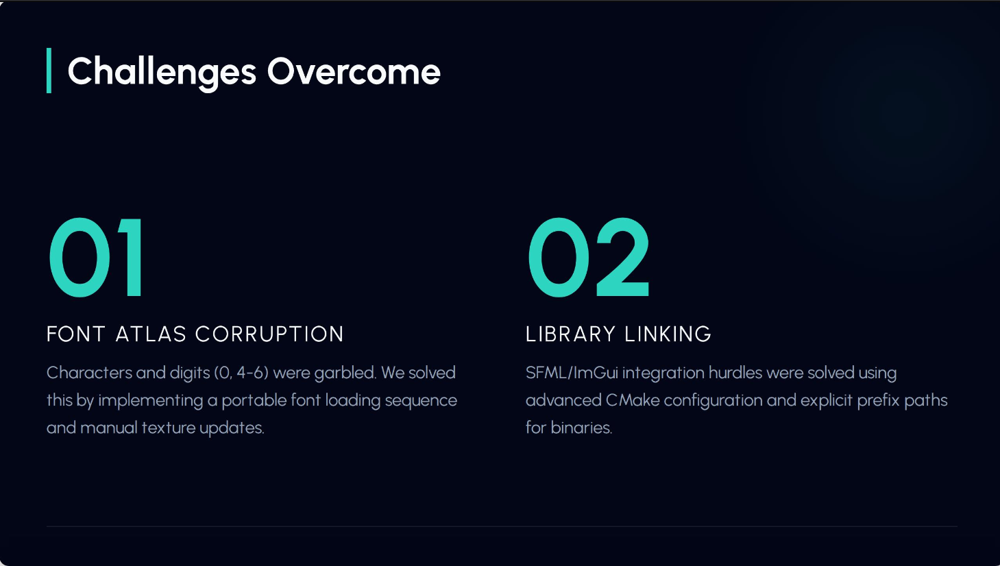 Challenges Overcome
01
FONT ATLAS CORRUPTION
Characters and digits (0, 4-6) were garbled. We solved
this by implementing a portable font loading sequence
and manual texture updates.
02
LIBRARY LINKING
SFML/ImGui integration hurdles were solved using
advanced CMake configuration and explicit prefix paths
for binaries.